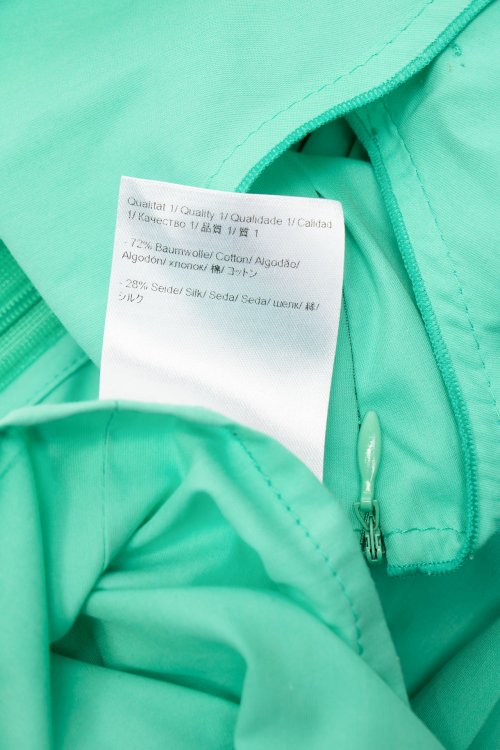 Qualität 1/ Quality 1/ Qualidade 1/ Calidad
1/ Качество 1/ 品質 1/ 質 1
- 72% Baumwolle/ Cotton/ Algodão/
Algodón/ хлопок/ 棉/ コットン
- 28% Seide/ Silk/ Seda/ Seda/ шелк/ 絲/
シルク